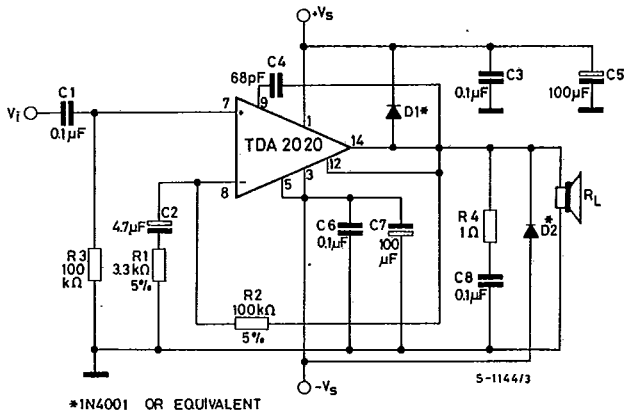 +Vs
C4
68pF
C1
Vi
0.1µF
7
+
9
1
TDA 2020
14
12
D1*
C3
0.1µF
C5
100µF
8
−
5
3
C2
4.7µF
R3
100
kΩ
R1
3.3kΩ
5%
R2
100kΩ
5%
C6
0.1µF
C7
100
µF
R4
1Ω
C8
0.1µF
*
D2
RL
−Vs
S-1144/3
*1N4001 OR EQUIVALENT